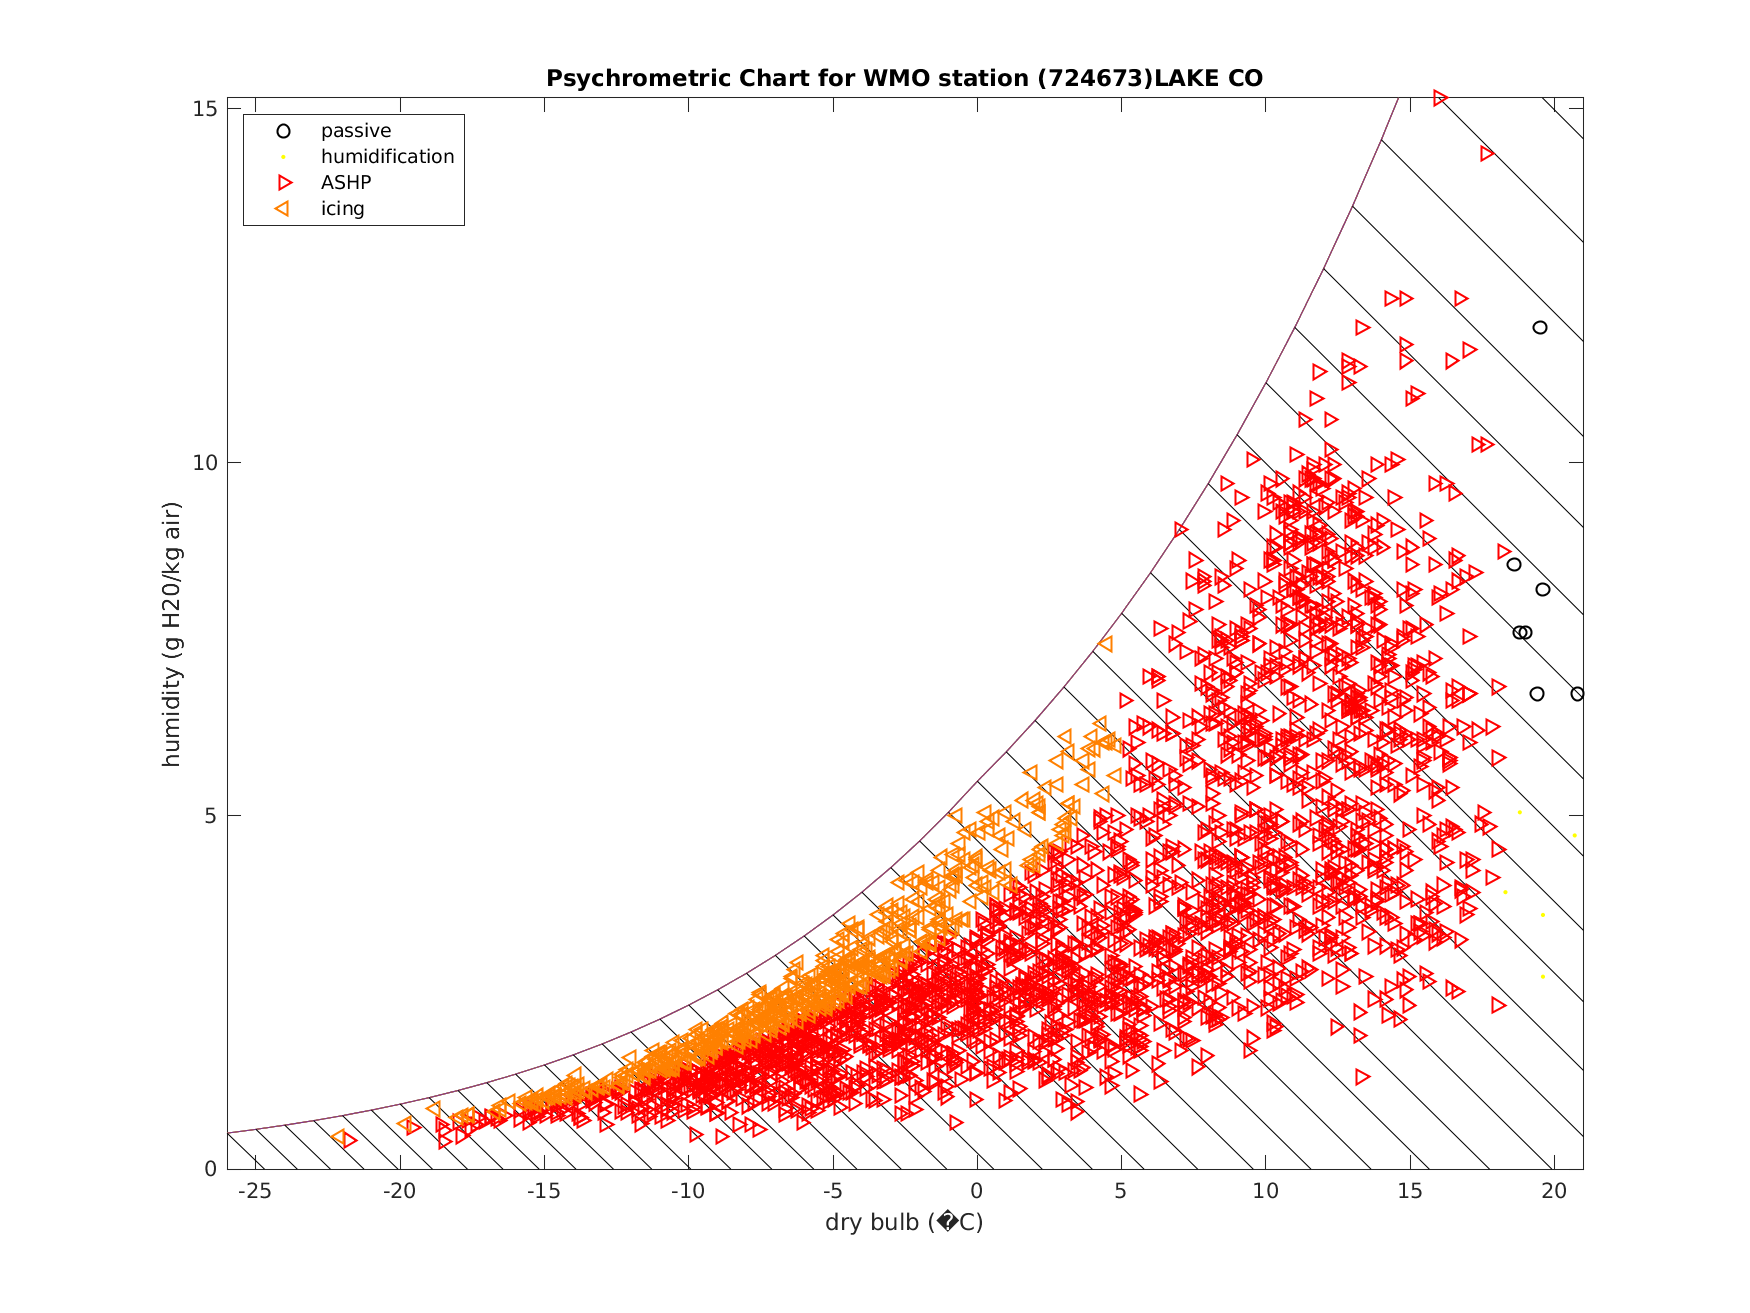 Psychrometric Chart for WMO station (724673)LAKE CO
passive
humidification
ASHP
icing
15
10
5
0
humidity (g H20/kg air)
-25 -20 -15 -10 -5 0 5 10 15 20
dry bulb (�C)